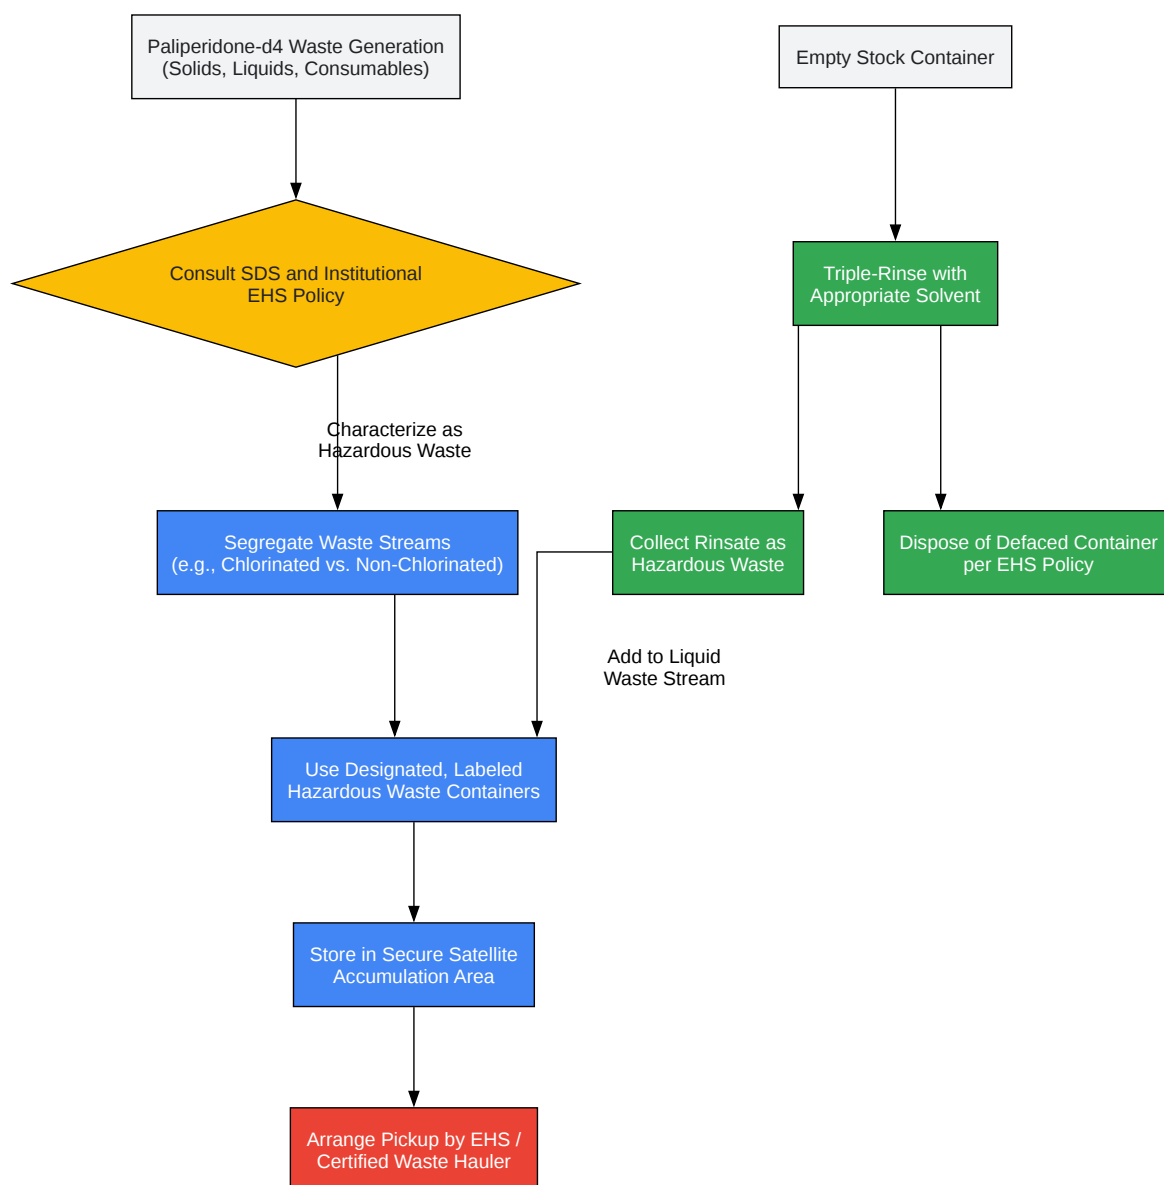 Paliperidone-d4 Waste Generation
(Solids, Liquids, Consumables)
Empty Stock Container
Consult SDS and Institutional
EHS Policy
Triple-Rinse with
Appropriate Solvent
Characterize as
Hazardous Waste
Segregate Waste Streams
(e.g., Chlorinated vs. Non-Chlorinated)
Collect Rinsate as
Hazardous Waste
Dispose of Defaced Container
per EHS Policy
Add to Liquid
Waste Stream
Use Designated, Labeled
Hazardous Waste Containers
Store in Secure Satellite
Accumulation Area
Arrange Pickup by EHS /
Certified Waste Hauler